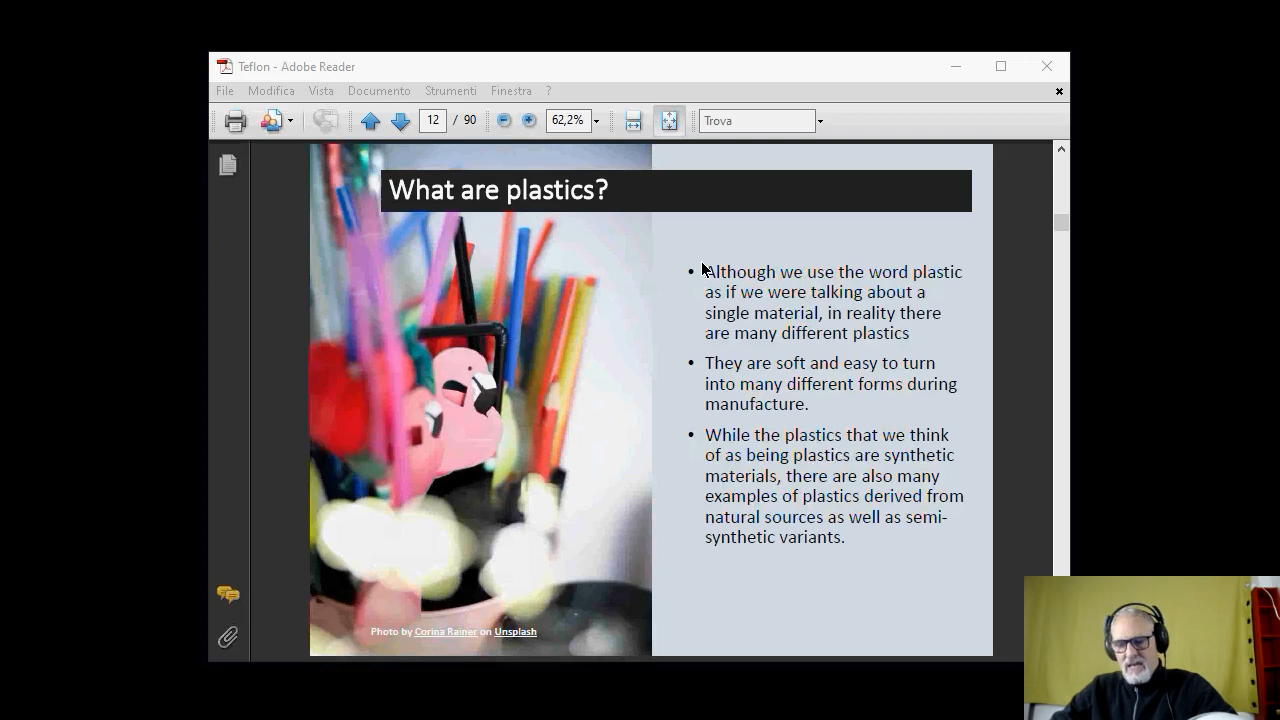 Teflon - Adobe Reader
File Modifica Vista Documento Strumenti Finestra ?
12 / 90 62,2% Trova
What are plastics?
• Although we use the word plastic
as if we were talking about a
single material, in reality there
are many different plastics
• They are soft and easy to turn
into many different forms during
manufacture.
• While the plastics that we think
of as being plastics are synthetic
materials, there are also many
examples of plastics derived from
natural sources as well as semi-
synthetic variants.
Photo by Corina Rainer on Unsplash